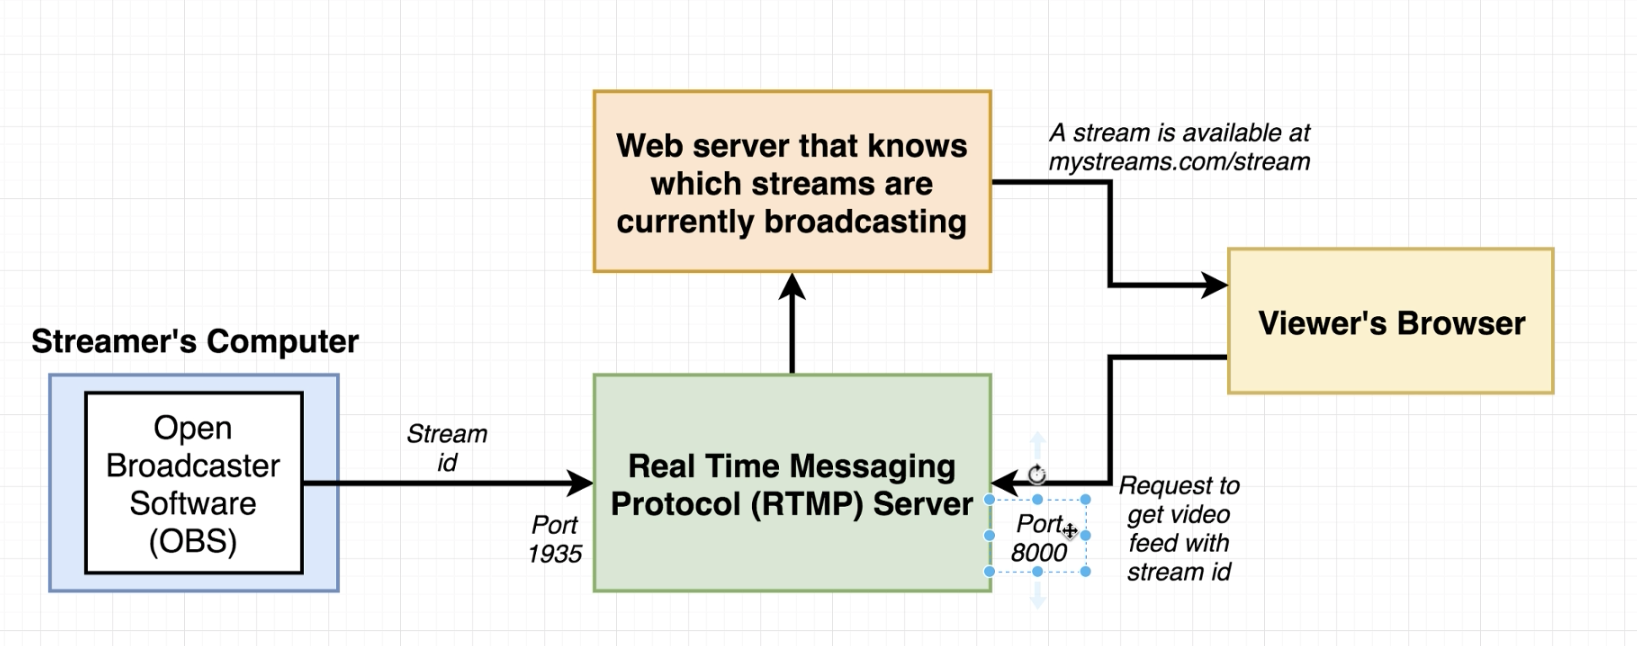 Web server that knows
which streams are
currently broadcasting
A stream is available at
mystreams.com/stream
Viewer's Browser
Streamer's Computer
Open
Broadcaster
Software
(OBS)
Stream
id
Port
1935
Real Time Messaging
Protocol (RTMP) Server
Port
8000
Request to
get video
feed with
stream id